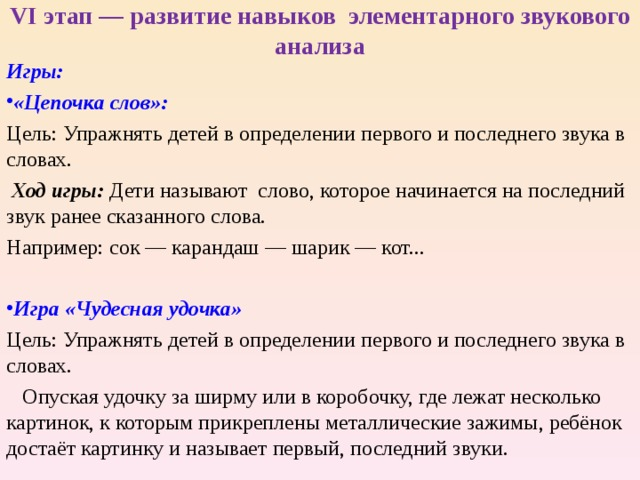 VI этап — развитие навыков элементарного звукового
анализа
Игры:
•«Цепочка слов»:
Цель: Упражнять детей в определении первого и последнего звука в
словах.
Ход игры: Дети называют слово, которое начинается на последний
звук ранее сказанного слова.
Например: сок — карандаш — шарик — кот...
•Игра «Чудесная удочка»
Цель: Упражнять детей в определении первого и последнего звука в
словах.
Опуская удочку за ширму или в коробочку, где лежат несколько
картинок, к которым прикреплены металлические зажимы, ребёнок
достаёт картинку и называет первый, последний звуки.